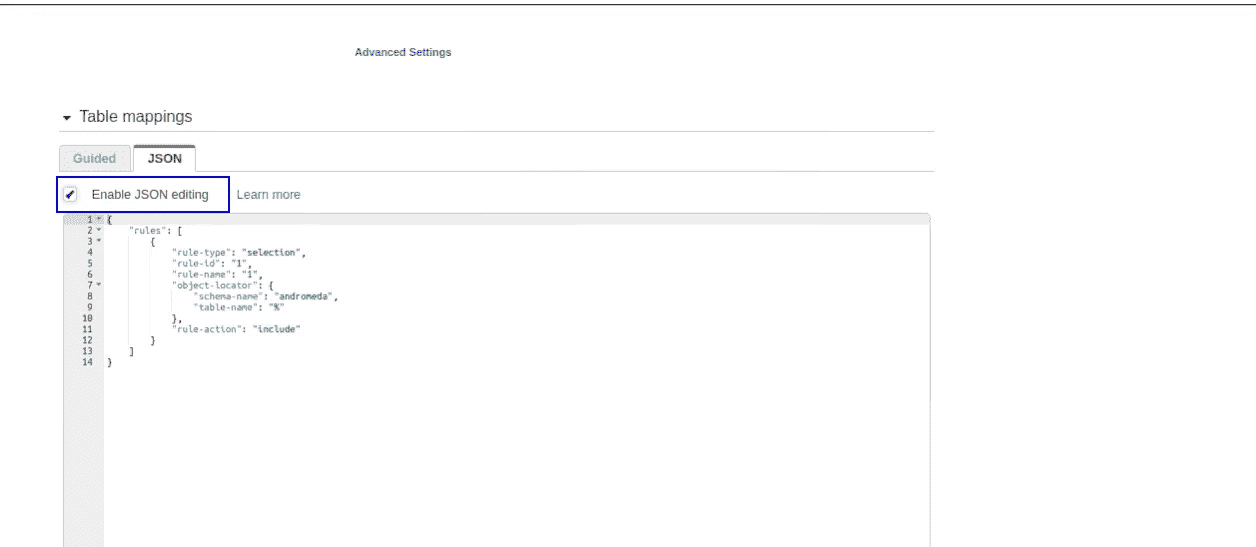 Advanced Settings
Table mappings
Guided JSON
Enable JSON editing Learn more
1 {
2 "rules": [
3 {
4 "rule-type": "selection",
5 "rule-id": "1",
6 "rule-name": "1",
7 "object-locator": {
8 "schema-name": "andromeda",
9 "table-name": "%"
10 },
11 "rule-action": "include"
12 }
13 ]
14 }